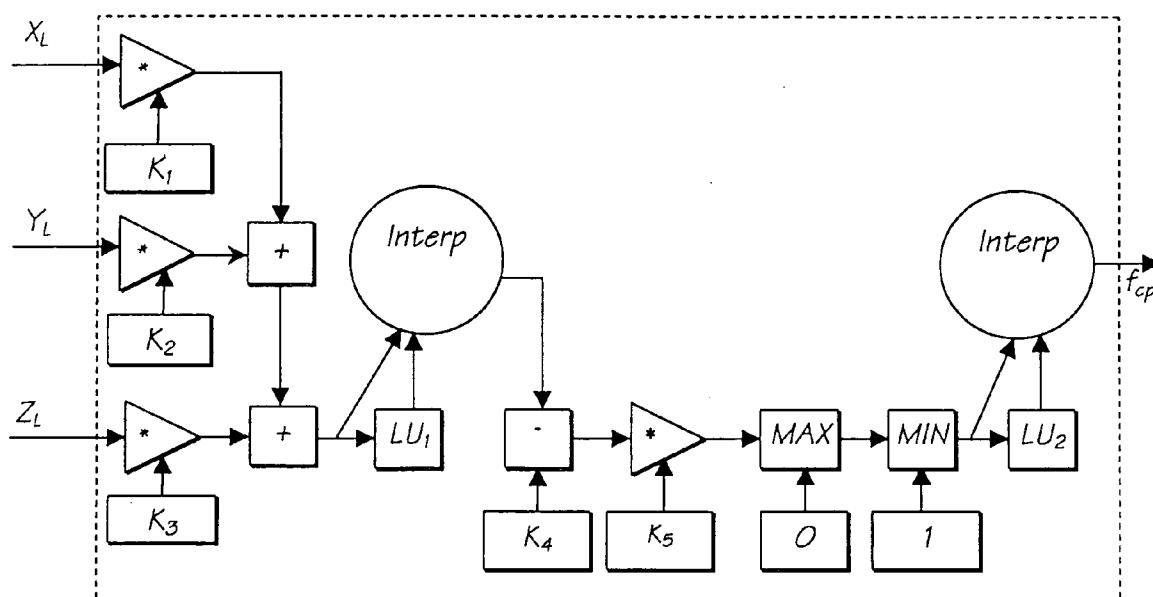 X_L
*
K_1
Y_L
*
+
K_2
Interp
Interp
f_cp
Z_L
*
+
LU_1
-
*
MAX
MIN
LU_2
K_3
K_4
K_5
0
1